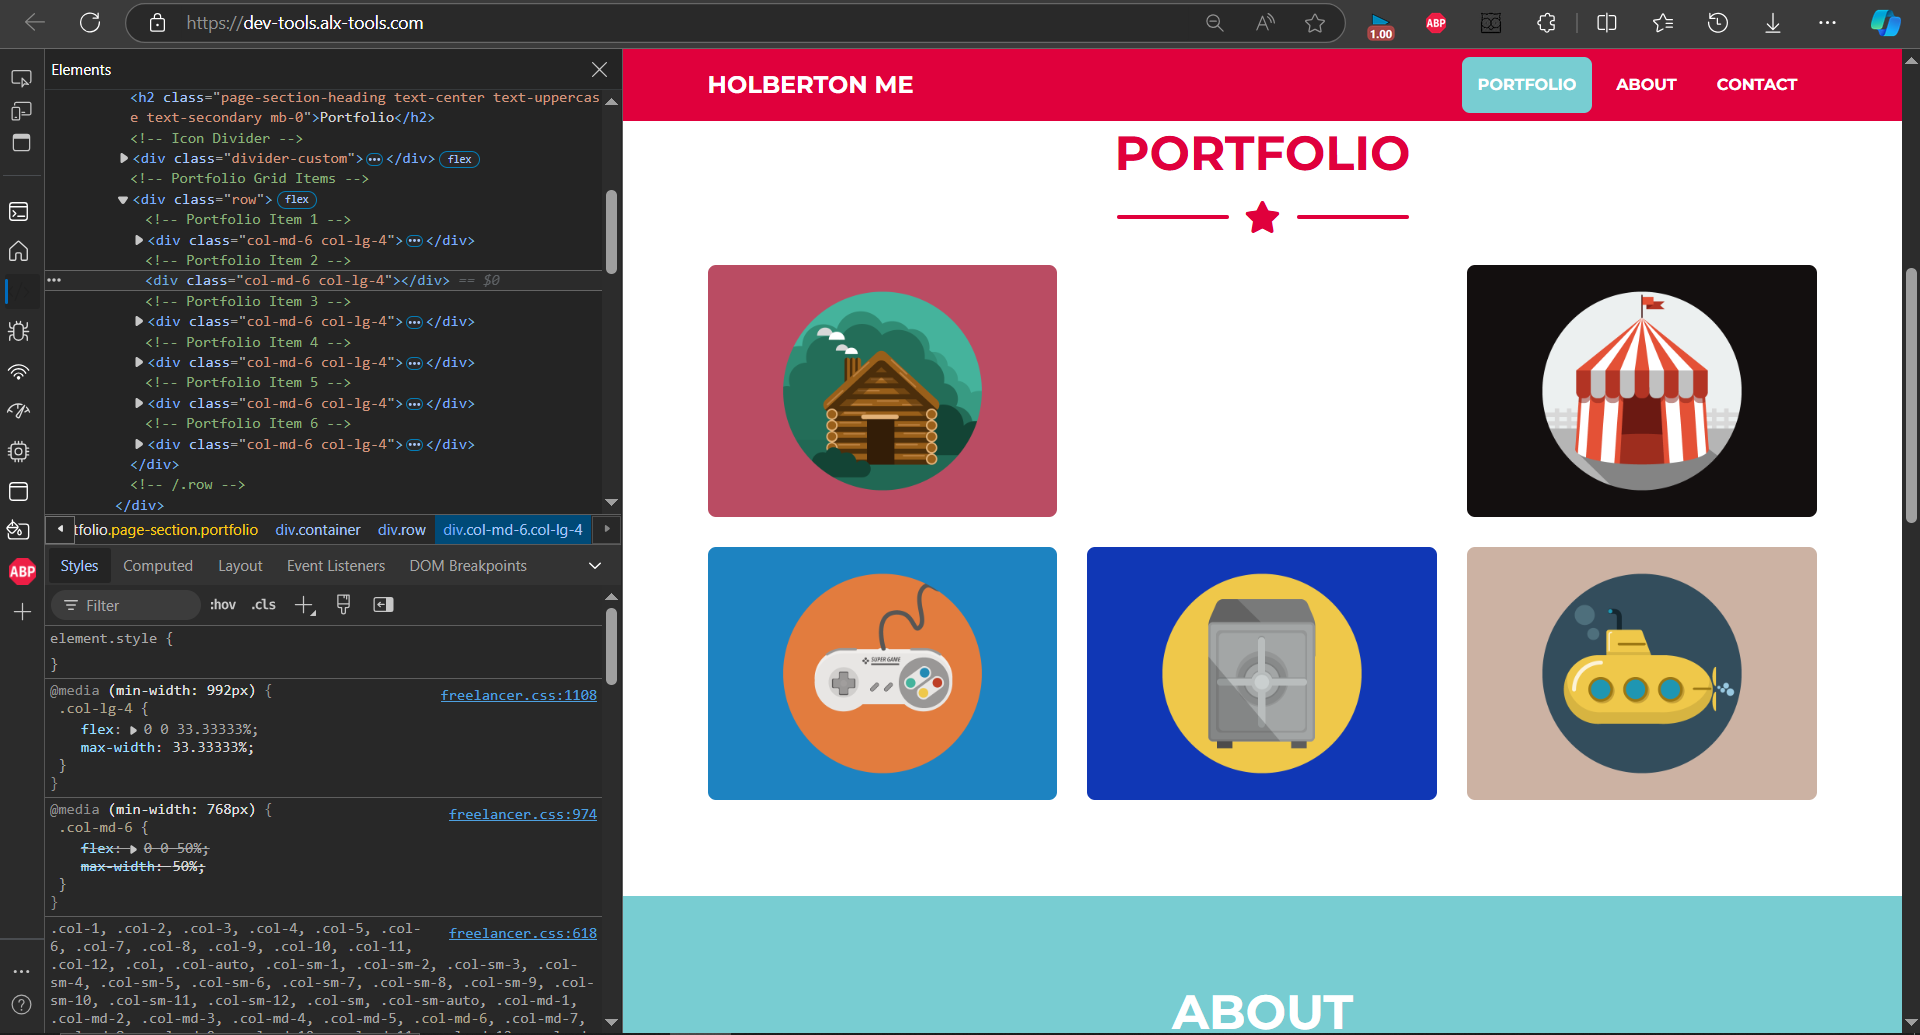 https://dev-tools.alx-tools.com
1.00
ABP
Elements
<h2 class="page-section-heading text-center text-uppercas
e text-secondary mb-0">Portfolio</h2>
<!-- Icon Divider -->
<div class="divider-custom">…</div> flex
<!-- Portfolio Grid Items -->
<div class="row"> flex
<!-- Portfolio Item 1 -->
<div class="col-md-6 col-lg-4">…</div>
<!-- Portfolio Item 2 -->
<div class="col-md-6 col-lg-4"></div> == $0
<!-- Portfolio Item 3 -->
<div class="col-md-6 col-lg-4">…</div>
<!-- Portfolio Item 4 -->
<div class="col-md-6 col-lg-4">…</div>
<!-- Portfolio Item 5 -->
<div class="col-md-6 col-lg-4">…</div>
<!-- Portfolio Item 6 -->
<div class="col-md-6 col-lg-4">…</div>
</div>
<!-- /.row -->
</div>
tfolio.page-section.portfolio div.container div.row div.col-md-6.col-lg-4
Styles Computed Layout Event Listeners DOM Breakpoints
ABP
Filter :hov .cls
element.style {
}
@media (min-width: 992px) {
freelancer.css:1108
.col-lg-4 {
flex: 0 0 33.33333%;
max-width: 33.33333%;
}
}
@media (min-width: 768px) {
freelancer.css:974
.col-md-6 {
flex: 0 0 50%;
max-width: 50%;
}
}
.col-1, .col-2, .col-3, .col-4, .col-5, .col-
freelancer.css:618
6, .col-7, .col-8, .col-9, .col-10, .col-11,
.col-12, .col, .col-auto, .col-sm-1, .col-sm-2, .col-sm-3, .col-
sm-4, .col-sm-5, .col-sm-6, .col-sm-7, .col-sm-8, .col-sm-9, .col-
sm-10, .col-sm-11, .col-sm-12, .col-sm, .col-sm-auto, .col-md-1,
.col-md-2, .col-md-3, .col-md-4, .col-md-5, .col-md-6, .col-md-7,
HOLBERTON ME
PORTFOLIO ABOUT CONTACT
PORTFOLIO
SUPER GAME
ABOUT